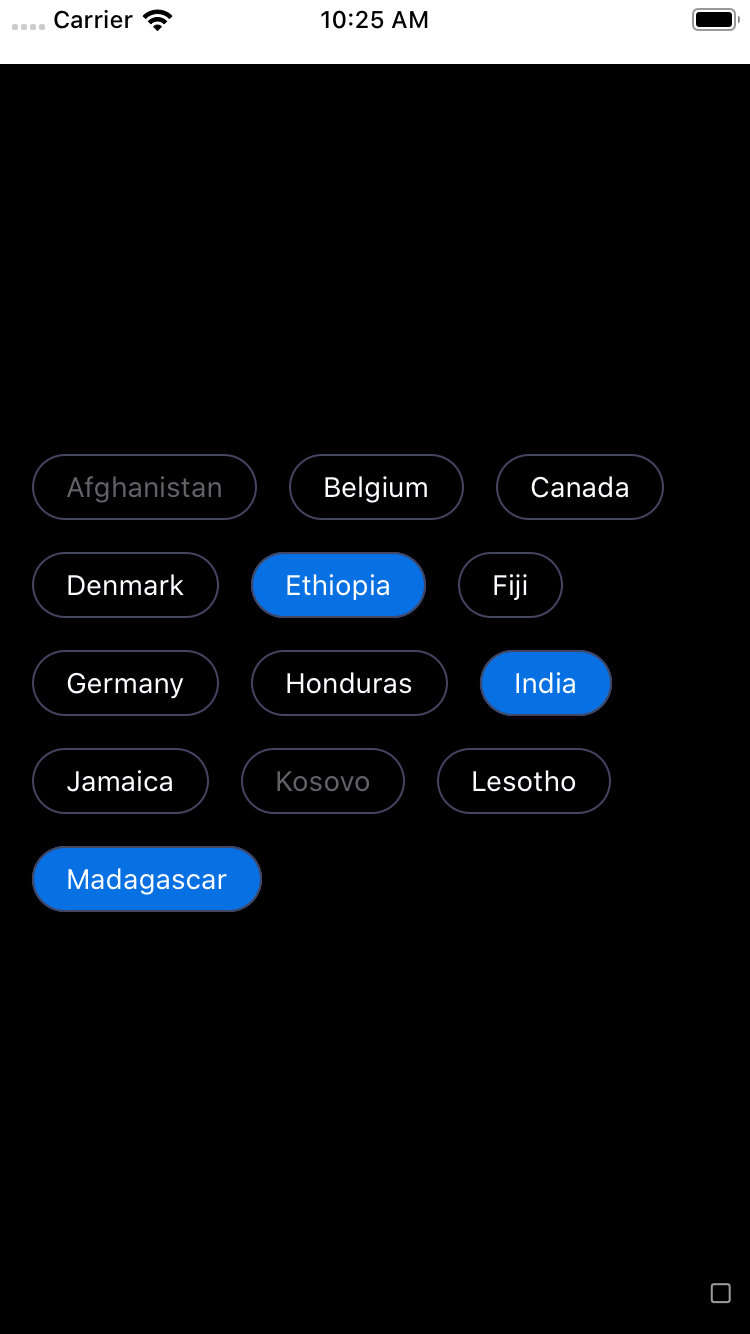 Carrier 10:25 AM
Afghanistan Belgium Canada
Denmark Ethiopia Fiji
Germany Honduras India
Jamaica Kosovo Lesotho
Madagascar